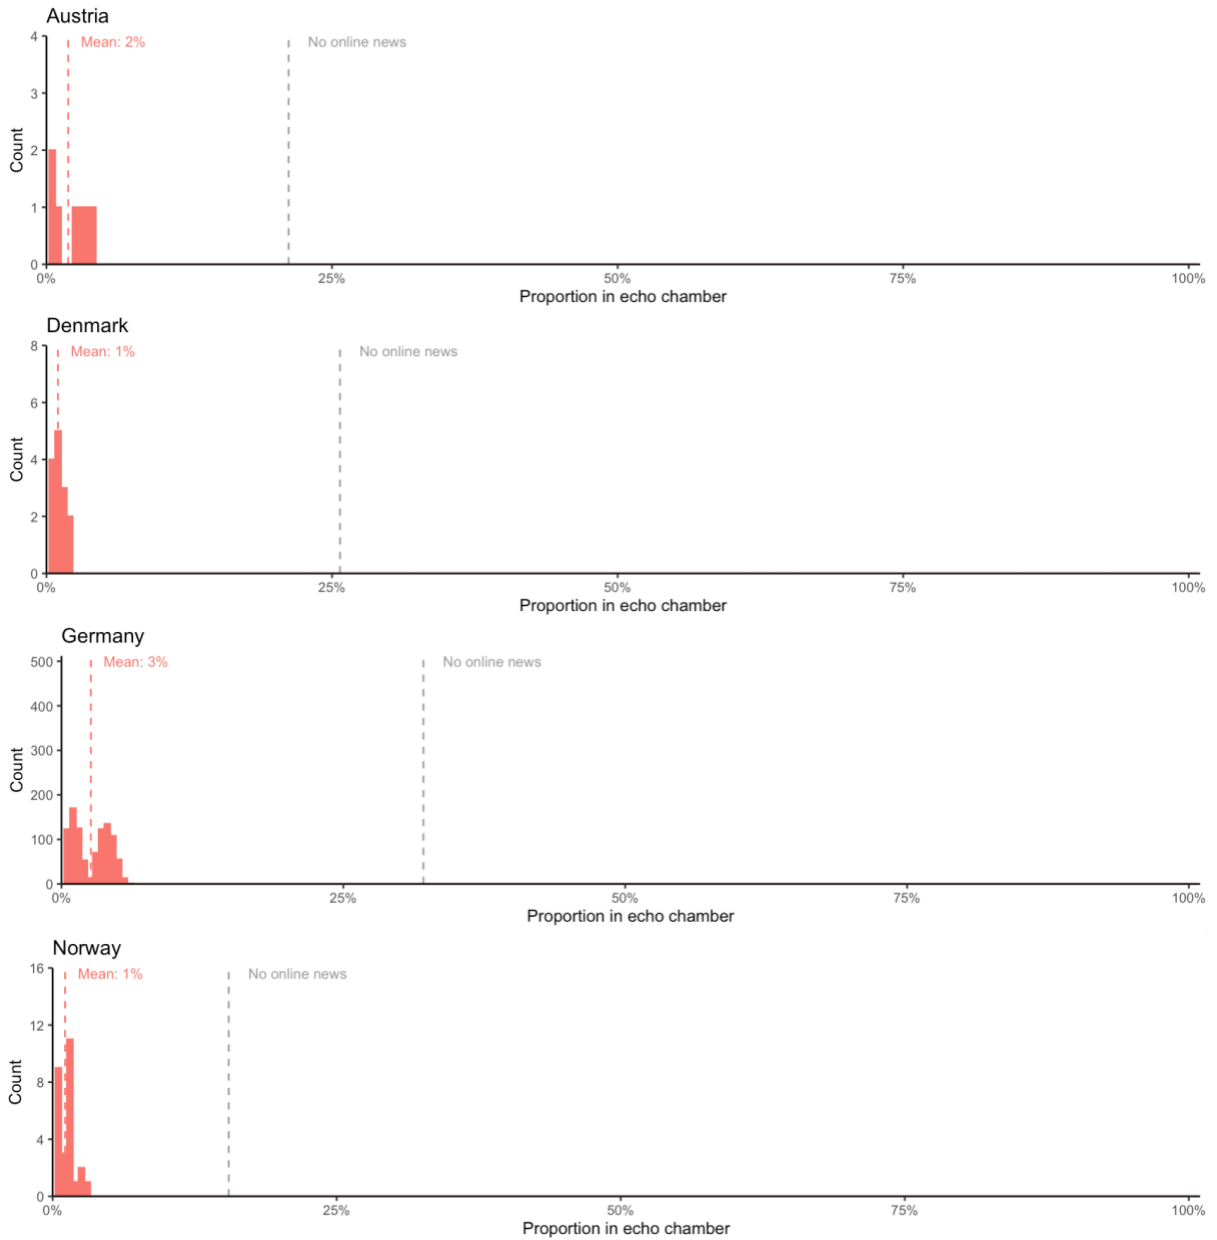 Austria
4
Mean: 2%
No online news
3
2
1
0
Count
0%
25%
50%
75%
100%
Proportion in echo chamber
Denmark
8
Mean: 1%
No online news
6
4
2
0
Count
0%
25%
50%
75%
100%
Proportion in echo chamber
Germany
500
Mean: 3%
No online news
400
300
200
100
0
Count
0%
25%
50%
75%
100%
Proportion in echo chamber
Norway
16
Mean: 1%
No online news
12
8
4
0
Count
0%
25%
50%
75%
100%
Proportion in echo chamber